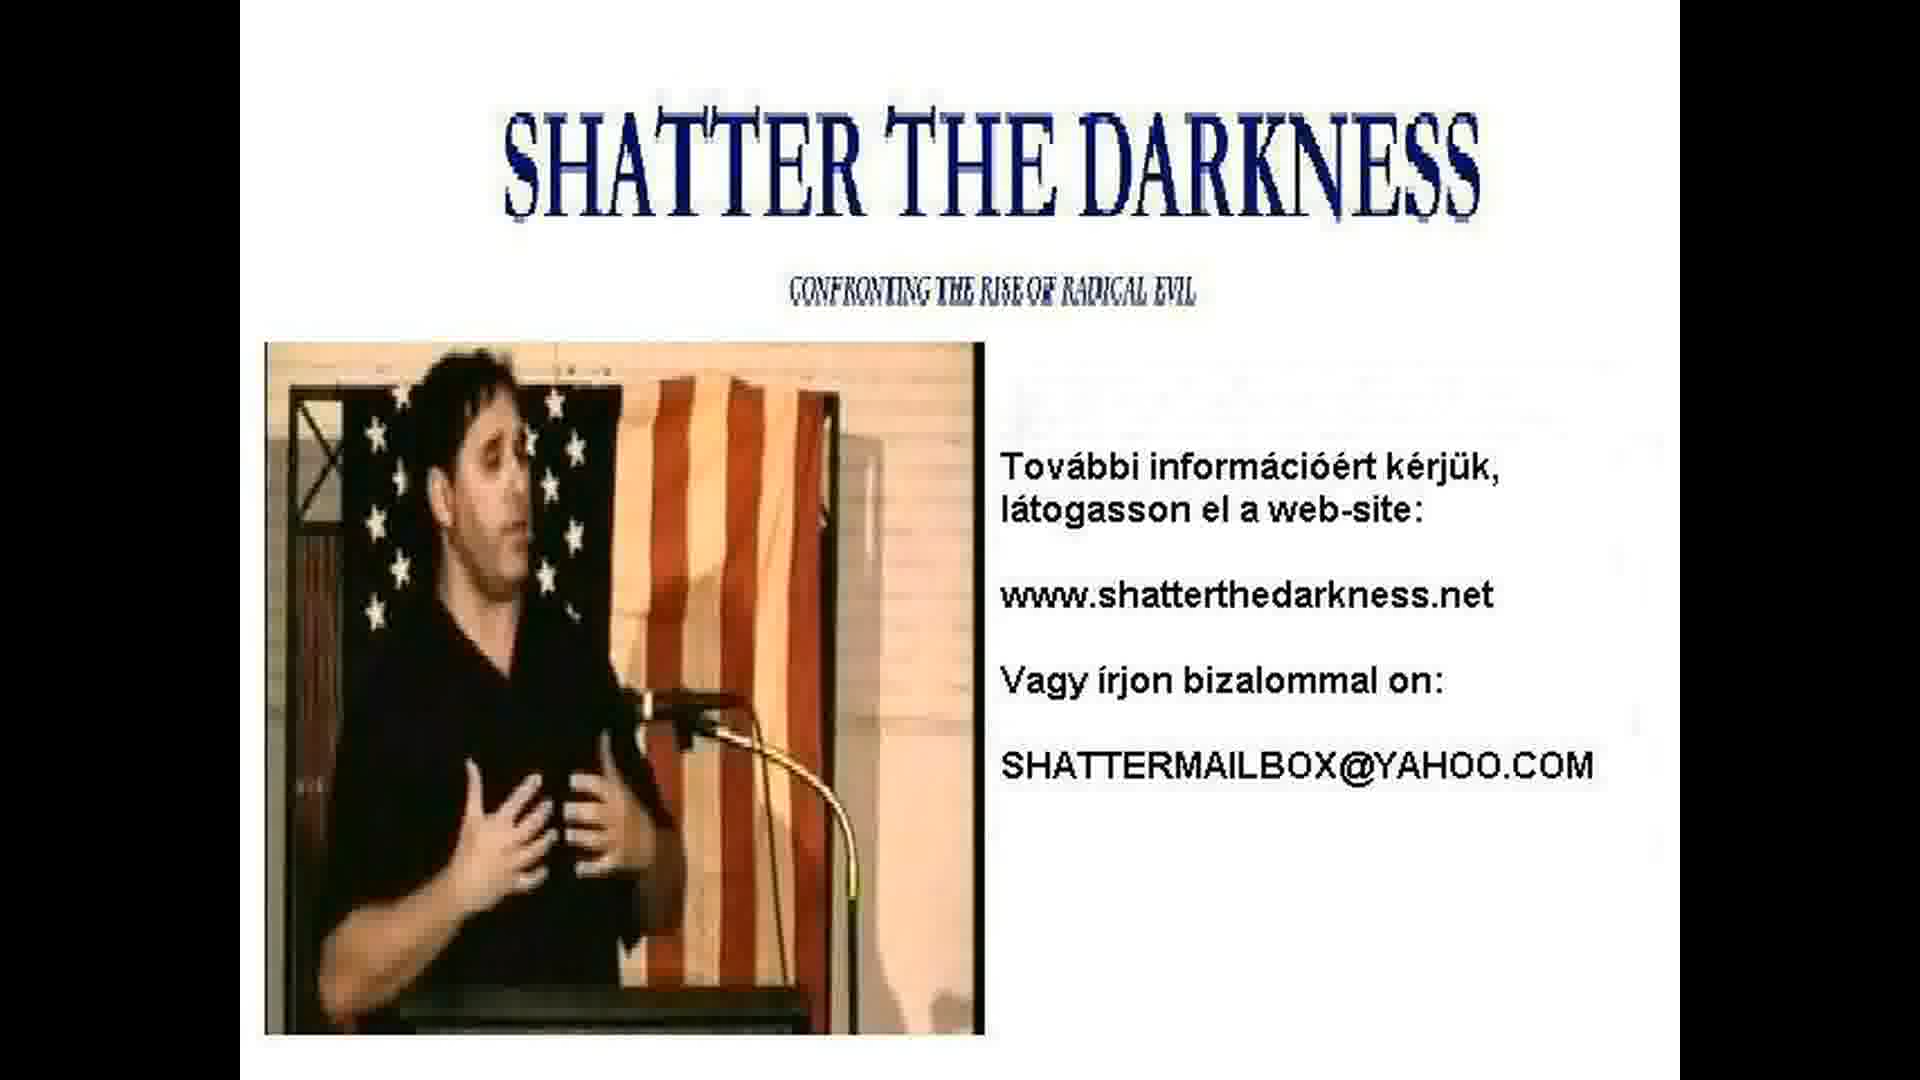 SHATTER THE DARKNESS
CONFRONTING THE RISE OF RADICAL EVIL
További információért kérjük,
látogasson el a web-site:
www.shatterthedarkness.net
Vagy írjon bizalommal on:
SHATTERMAILBOX@YAHOO.COM